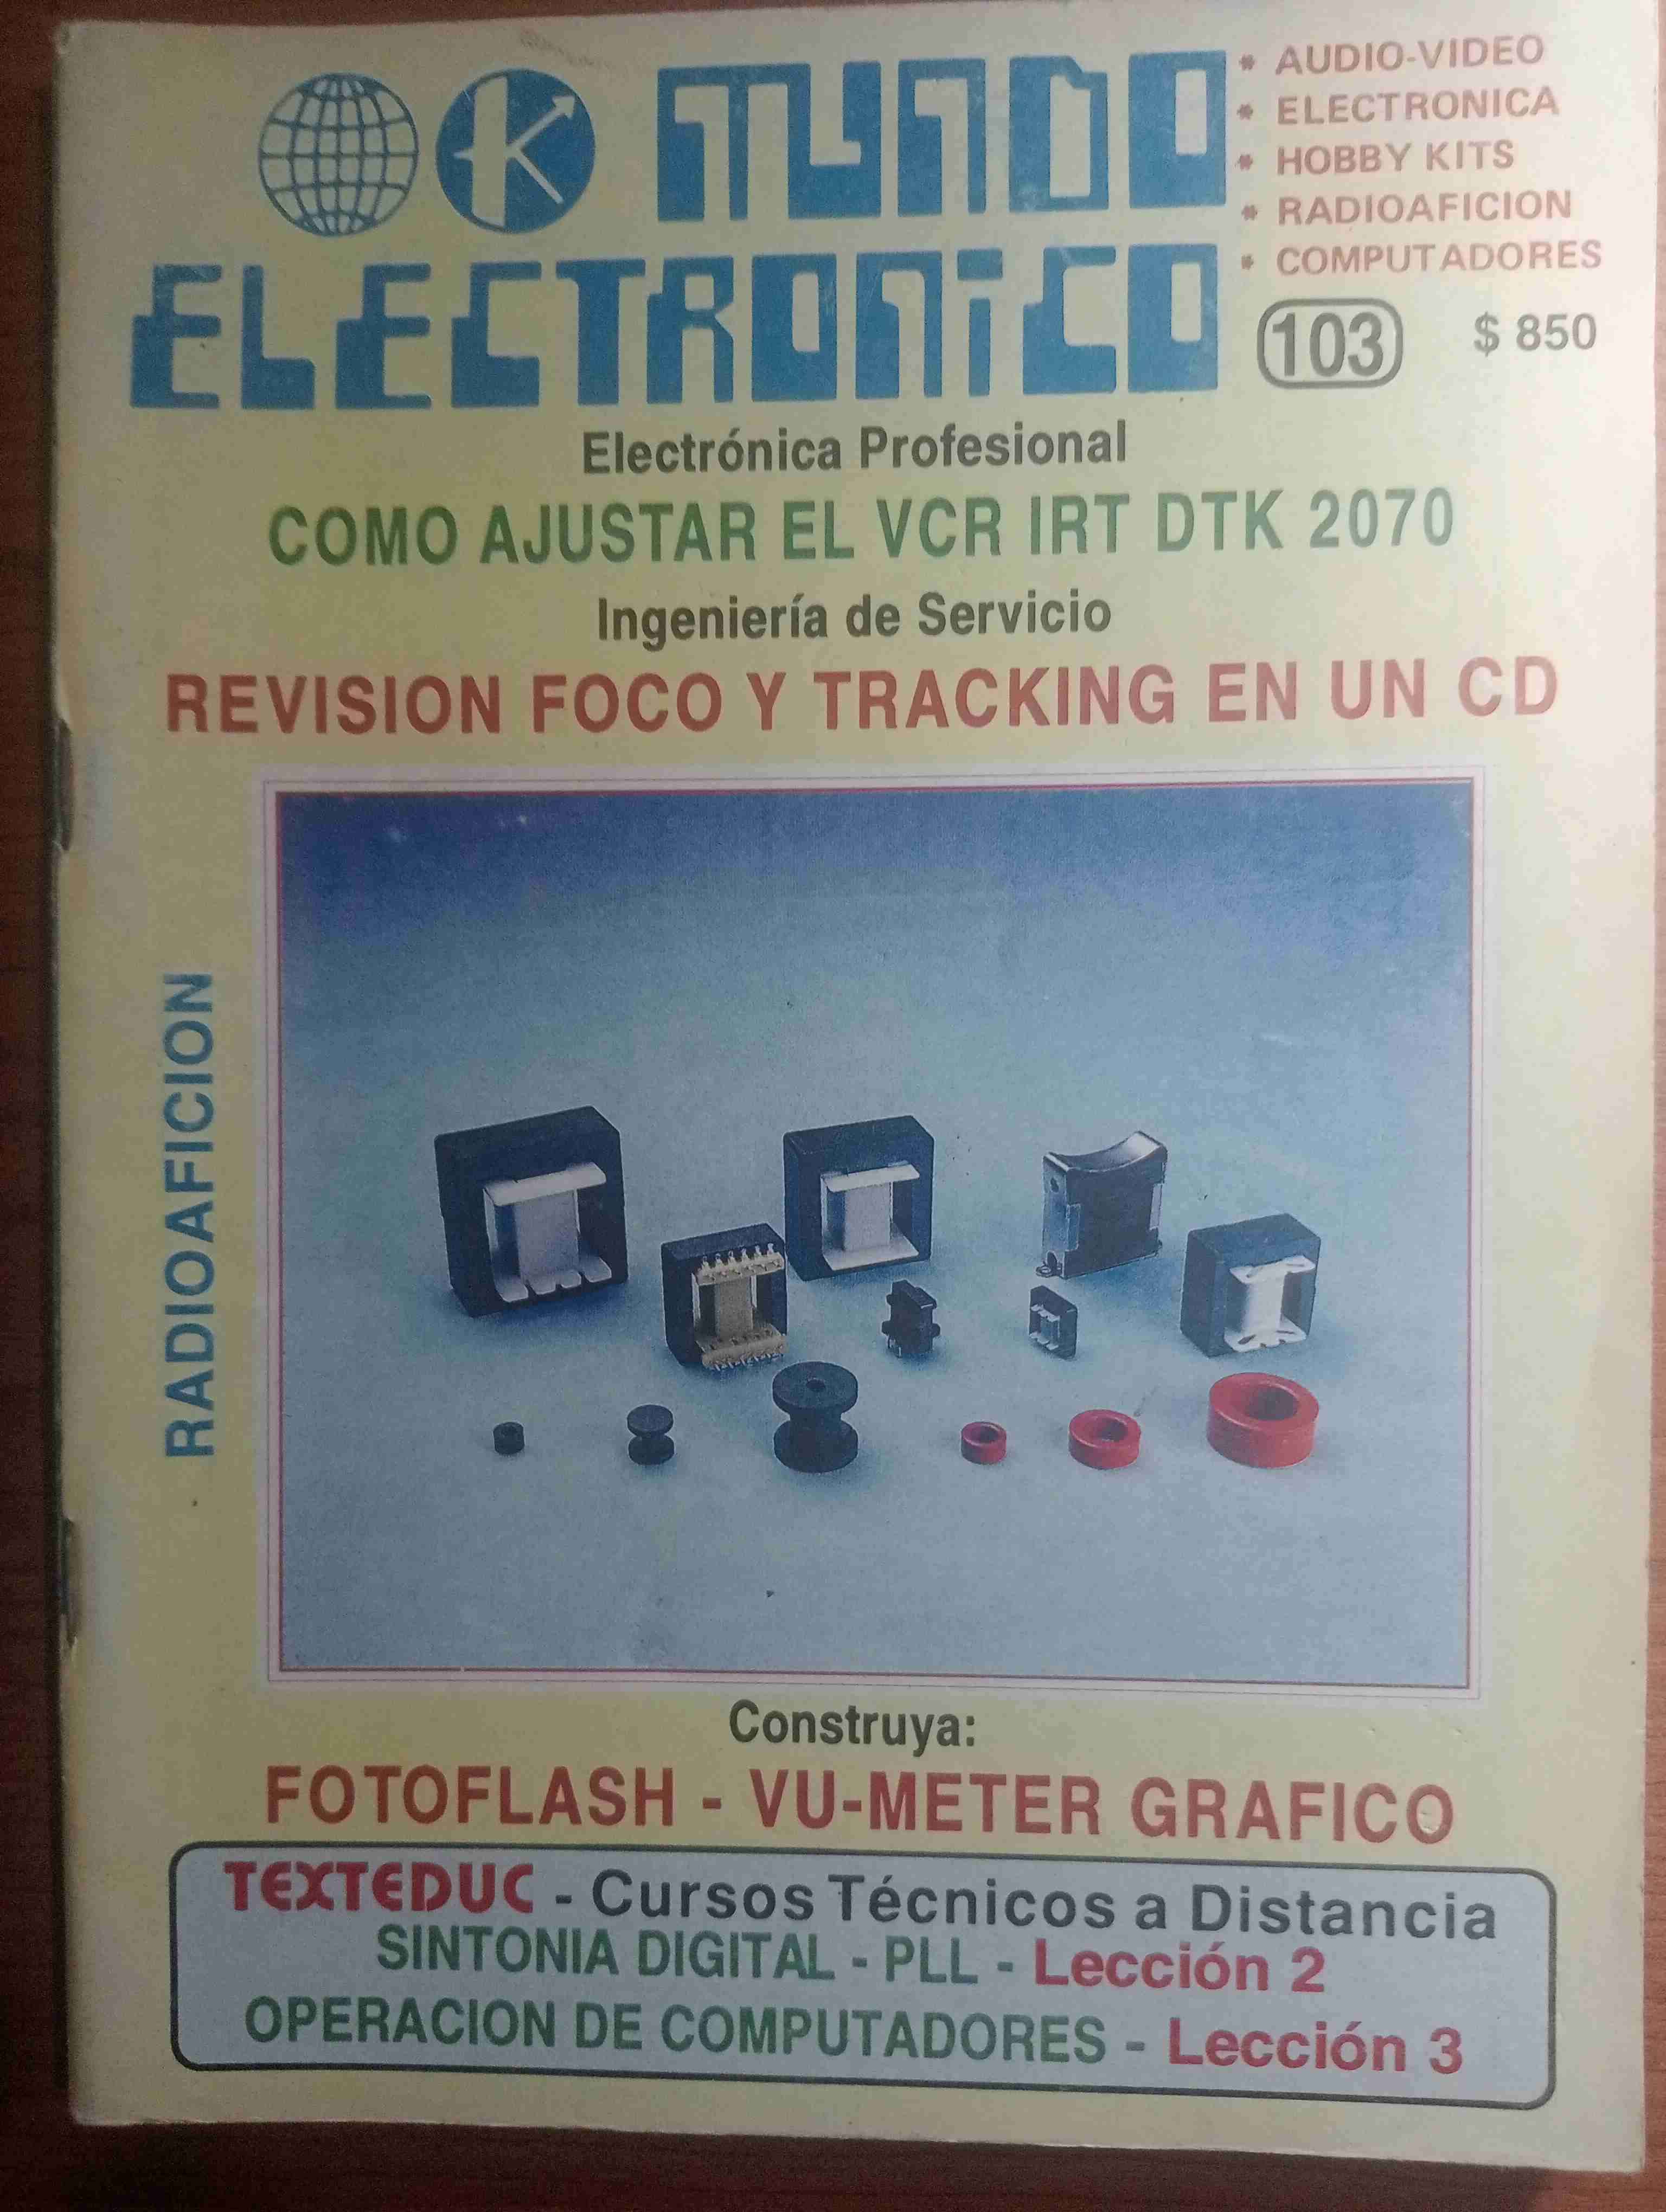 MUNDO
ELECTRONICO
* AUDIO-VIDEO
* ELECTRONICA
* HOBBY KITS
* RADIOAFICION
* COMPUTADORES
103 $ 850
Electrónica Profesional
COMO AJUSTAR EL VCR IRT DTK 2070
Ingeniería de Servicio
REVISION FOCO Y TRACKING EN UN CD
RADIOAFICION
Construya:
FOTOFLASH - VU-METER GRAFICO
TEXTEDUC - Cursos Técnicos a Distancia
SINTONIA DIGITAL - PLL - Lección 2
OPERACION DE COMPUTADORES - Lección 3